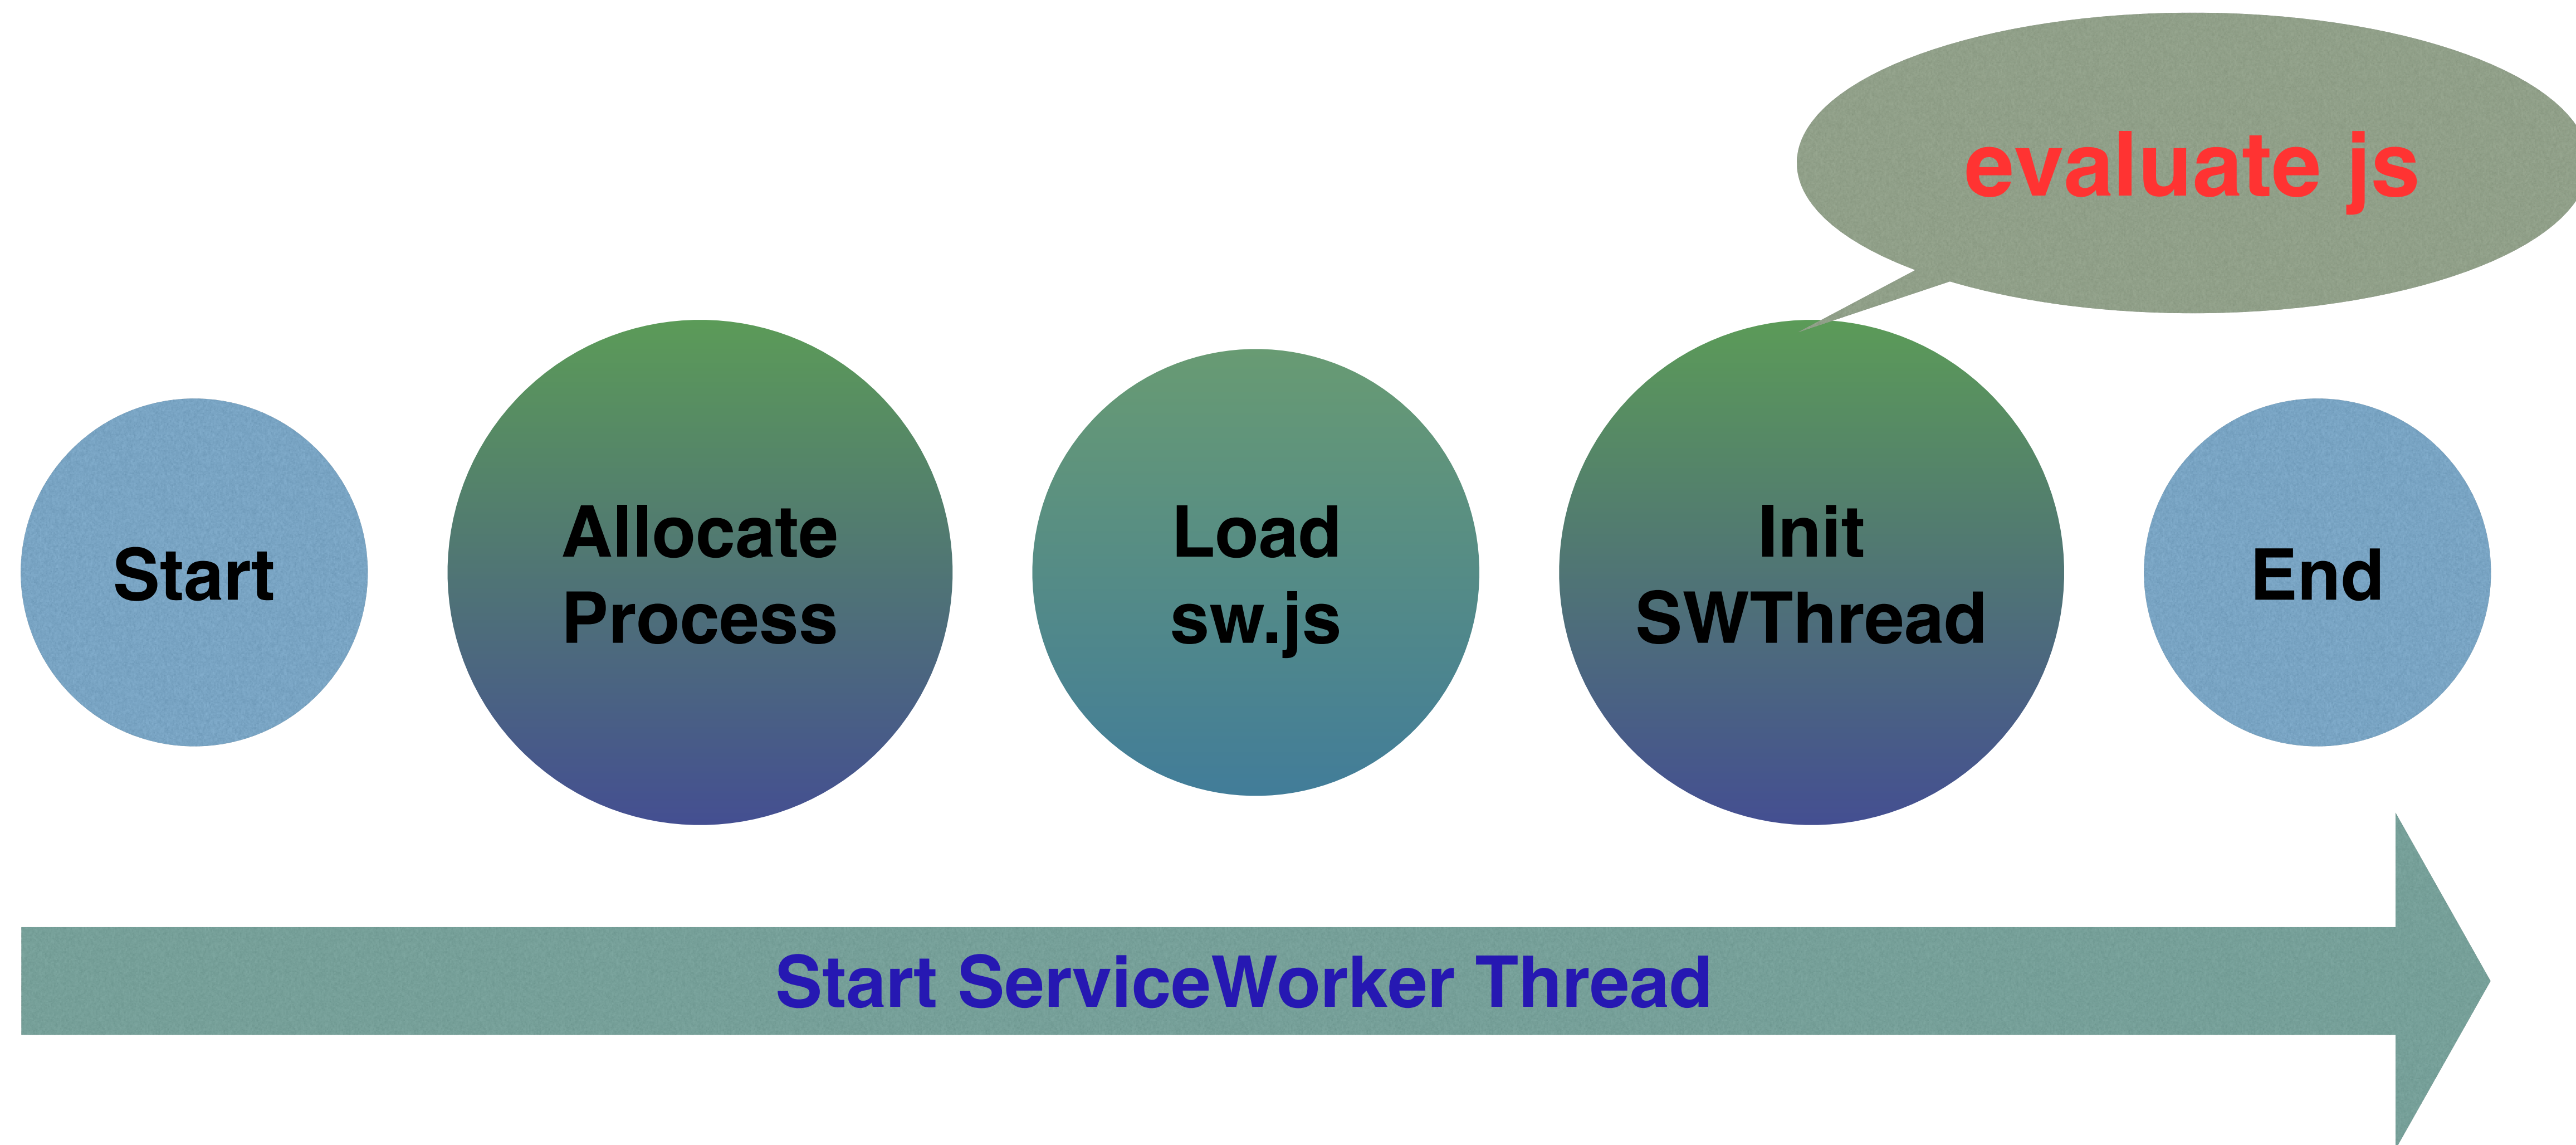 evaluate js
Start
Allocate
Process
Load
sw.js
Init
SWThread
End
Start ServiceWorker Thread